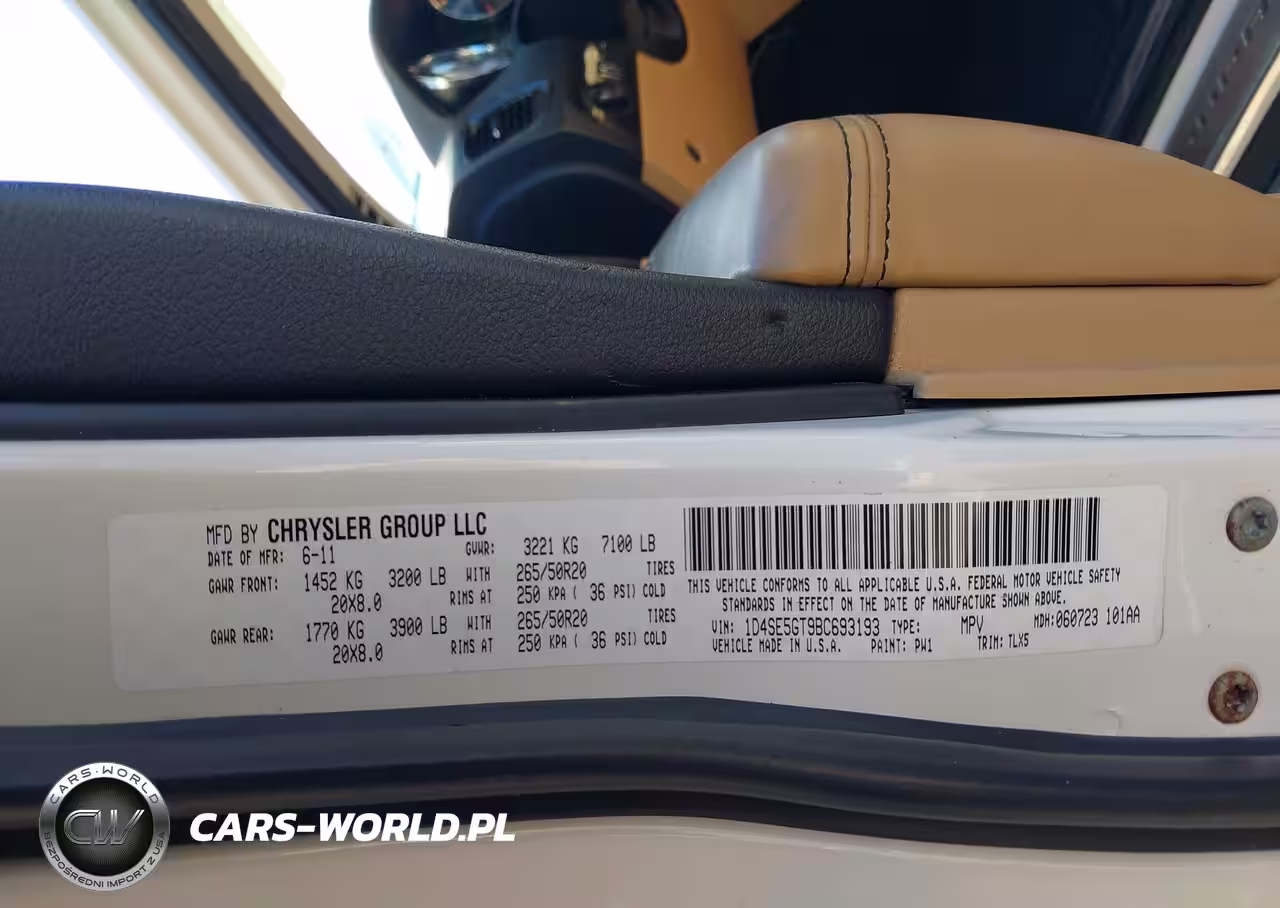 MFD BY CHRYSLER GROUP LLC
DATE OF MFR: 6-11 GVWR: 3221 KG 7100 LB
GAWR FRONT: 1452 KG 3200 LB WITH 265/50R20 TIRES
20X8.0 RIMS AT 250 KPA ( 36 PSI) COLD
GAWR REAR: 1770 KG 3900 LB WITH 265/50R20 TIRES
20X8.0 RIMS AT 250 KPA ( 36 PSI) COLD
THIS VEHICLE CONFORMS TO ALL APPLICABLE U.S.A. FEDERAL MOTOR VEHICLE SAFETY
STANDARDS IN EFFECT ON THE DATE OF MANUFACTURE SHOWN ABOVE.
VIN: 1D4SE5GT9BC693193 TYPE: MPV MDH:060723 101AA
VEHICLE MADE IN U.S.A. PAINT: PW1 TRIM: TLX5
CARS-WORLD
CW
BEZPOŚREDNI IMPORT Z USA
CARS-WORLD.PL